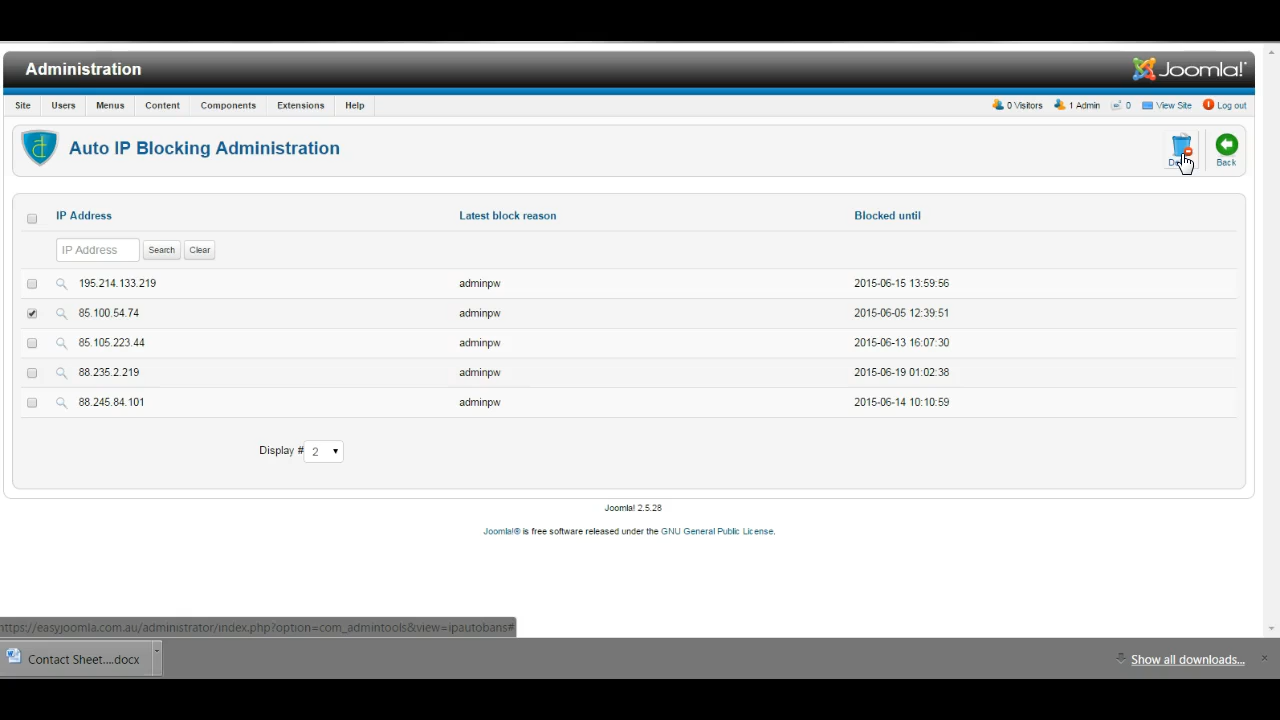 Administration
Joomla!
Site Users Menus Content Components Extensions Help
0 Visitors 1 Admin 0 View Site Log out
Auto IP Blocking Administration
Back
IP Address Latest block reason Blocked until
IP Address Search Clear
195.214.133.219 adminpw 2015-06-15 13:59:56
85.100.54.74 adminpw 2015-06-05 12:39:51
85.105.223.44 adminpw 2015-06-13 16:07:30
88.235.2.219 adminpw 2015-06-19 01:02:38
88.245.84.101 adminpw 2015-06-14 10:10:59
Display # 2
Joomla! 2.5.28
Joomla!® is free software released under the GNU General Public License.
https://easyjoomla.com.au/administrator/index.php?option=com_admintools&view=ipautobans#
Contact Sheet....docx
Show all downloads...